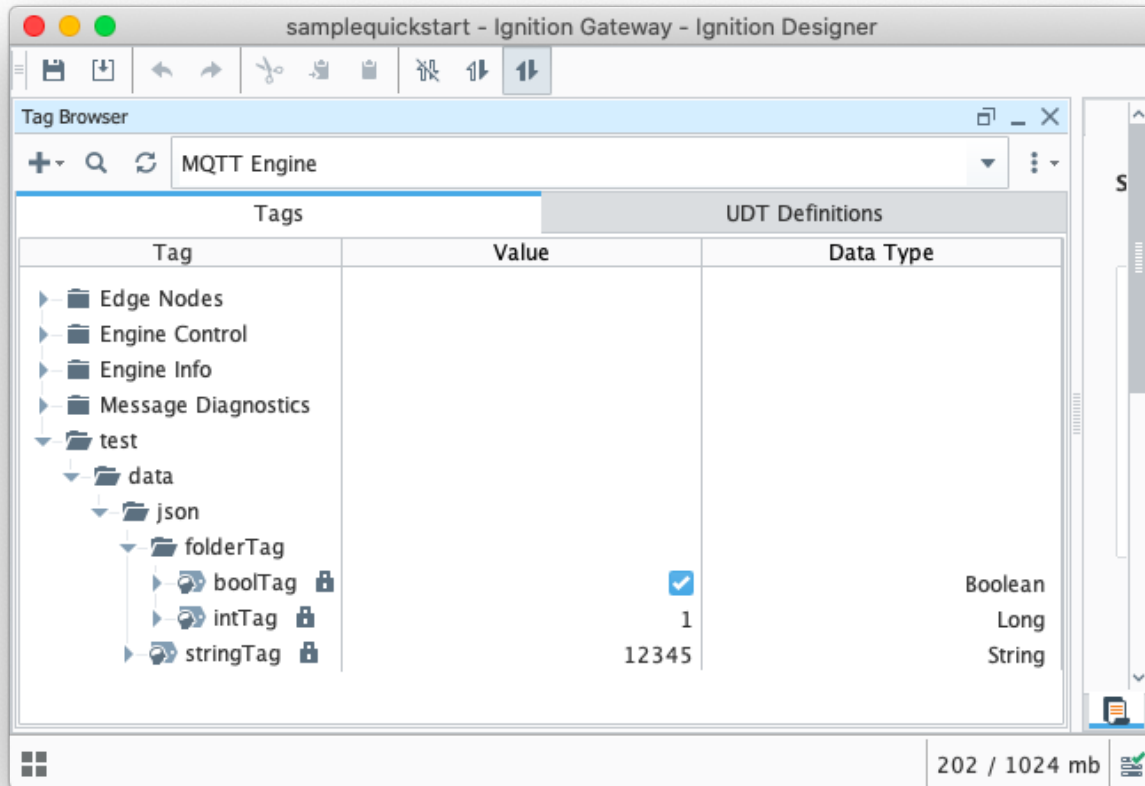 samplequickstart - Ignition Gateway - Ignition Designer
Tag Browser
MQTT Engine
Tags UDT Definitions
Tag Value Data Type
Edge Nodes
Engine Control
Engine Info
Message Diagnostics
test
data
json
folderTag
boolTag Boolean
intTag 1 Long
stringTag 12345 String
S
202 / 1024 mb